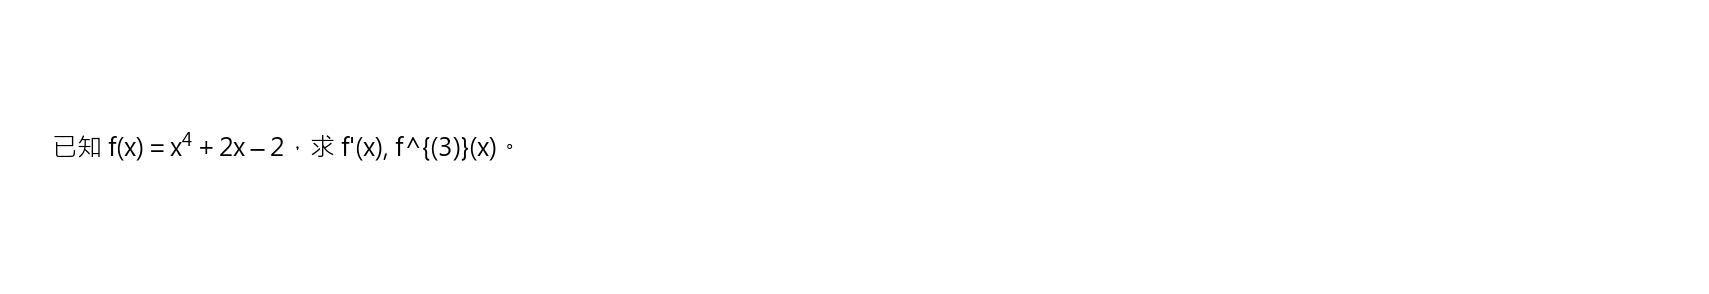 已知 f(x) = x⁴ + 2x – 2，求 f'(x), f^{(3)}(x)。